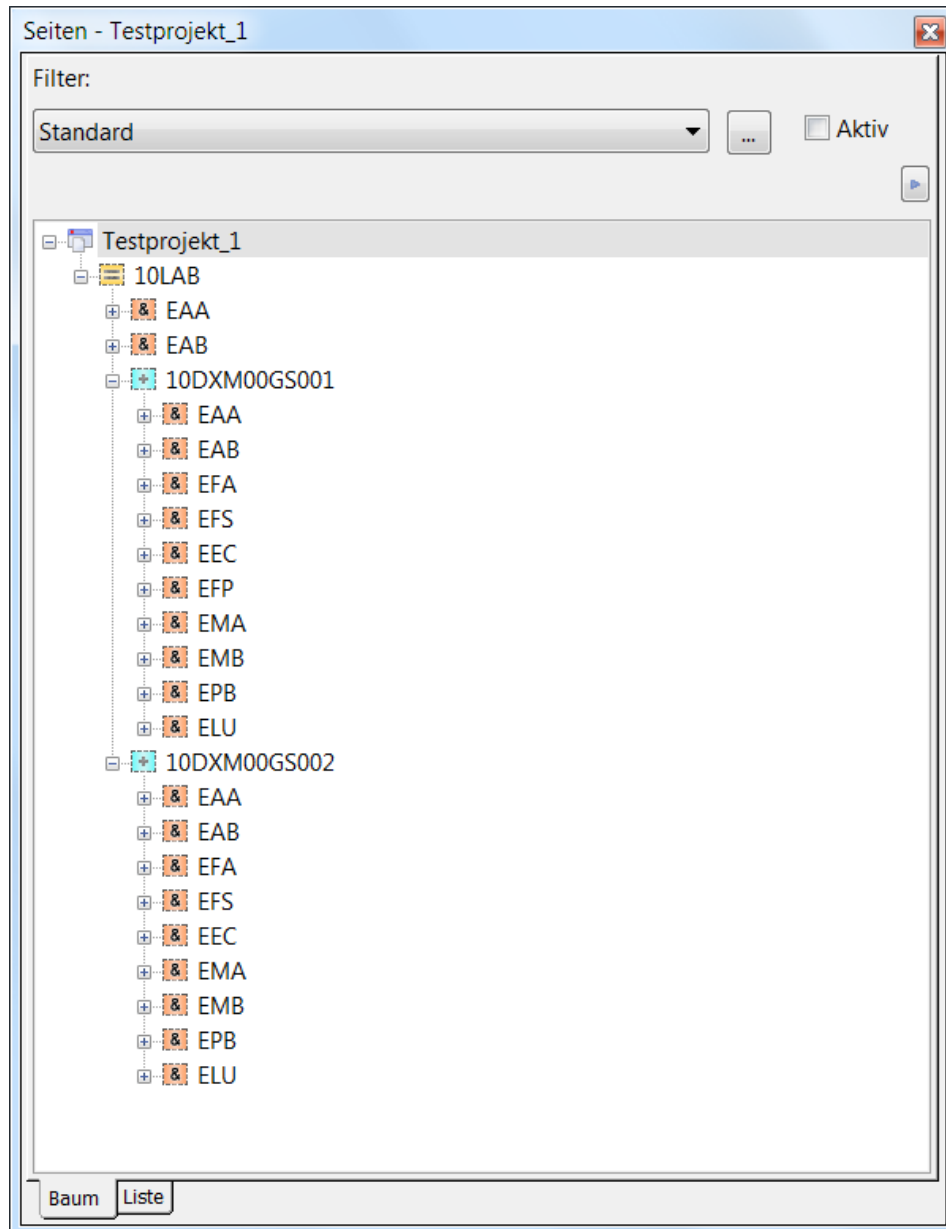 Seiten - Testprojekt_1
Filter:
Standard
...
Aktiv
Testprojekt_1
10LAB
& EAA
& EAB
10DXM00GS001
& EAA
& EAB
& EFA
& EFS
& EEC
& EFP
& EMA
& EMB
& EPB
& ELU
10DXM00GS002
& EAA
& EAB
& EFA
& EFS
& EEC
& EMA
& EMB
& EPB
& ELU
Baum Liste